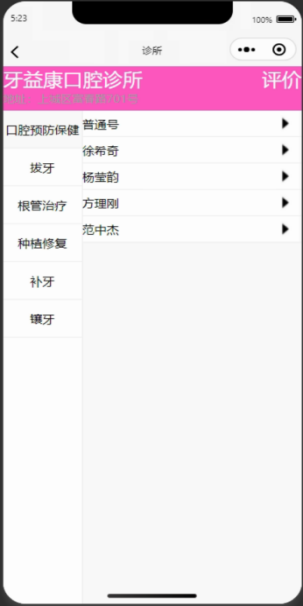 5:23
100%
诊所
牙益康口腔诊所 评价
口腔预防保健
拔牙
根管治疗
种植修复
补牙
镶牙
普通号
徐希奇
杨莹韵
方理刚
范中杰